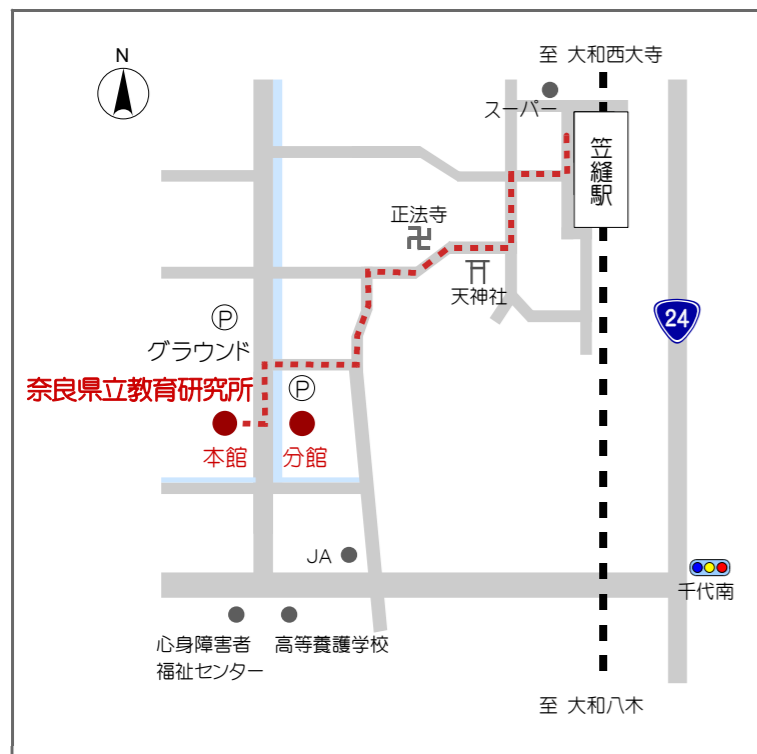 N
至 大和西大寺
スーパー
笠縫駅
正法寺
卍
天神社
24
P
グラウンド
奈良県立教育研究所
P
本館
分館
JA
千代南
心身障害者
福祉センター
高等養護学校
至 大和八木